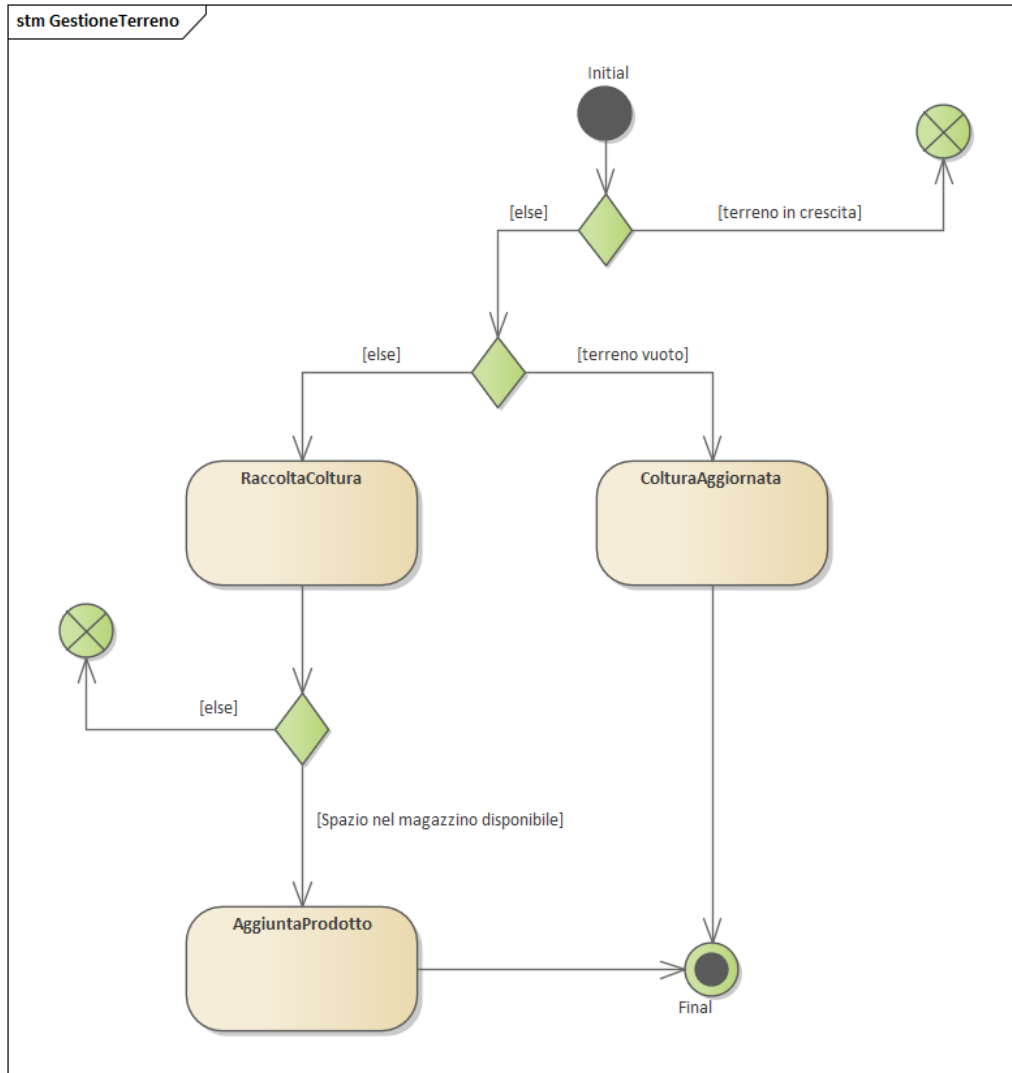 stm GestioneTerreno
Initial
[else]
[terreno in crescita]
[else]
[terreno vuoto]
RaccoltaColtura
ColturaAggiornata
[else]
[Spazio nel magazzino disponibile]
AggiuntaProdotto
Final